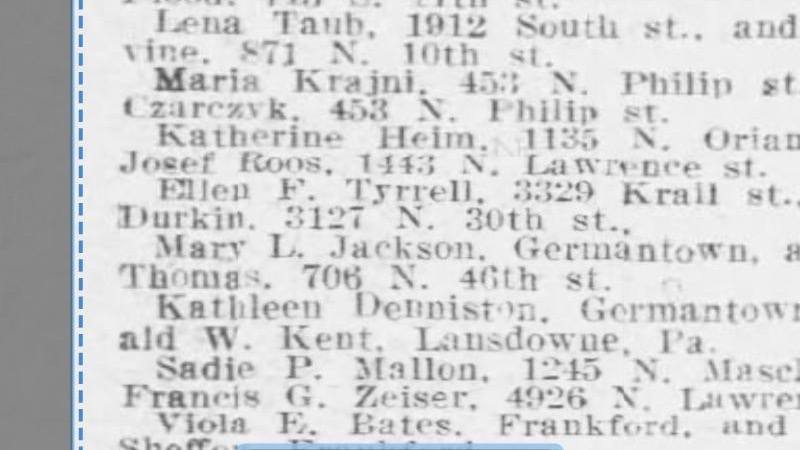 Lena Taub, 1912 South st., and
vine, 871 N. 10th st.
Maria Krajni, 453 N. Philip st
Czarczyk, 453 N. Philip st.
Katherine Heim, 1135 N. Orian
Josef Roos, 1443 N. Lawrence st.
Ellen F. Tyrrell, 3329 Krail st.,
Durkin, 3127 N. 30th st.,
Mary L. Jackson, Germantown, a
Thomas, 706 N. 46th st.
Kathleen Denniston, Germantown
ald W. Kent, Lansdowne, Pa.
Sadie P. Mallon, 1245 N. Masch
Francis G. Zeiser, 4926 N. Lawren
Viola E. Bates, Frankford, and